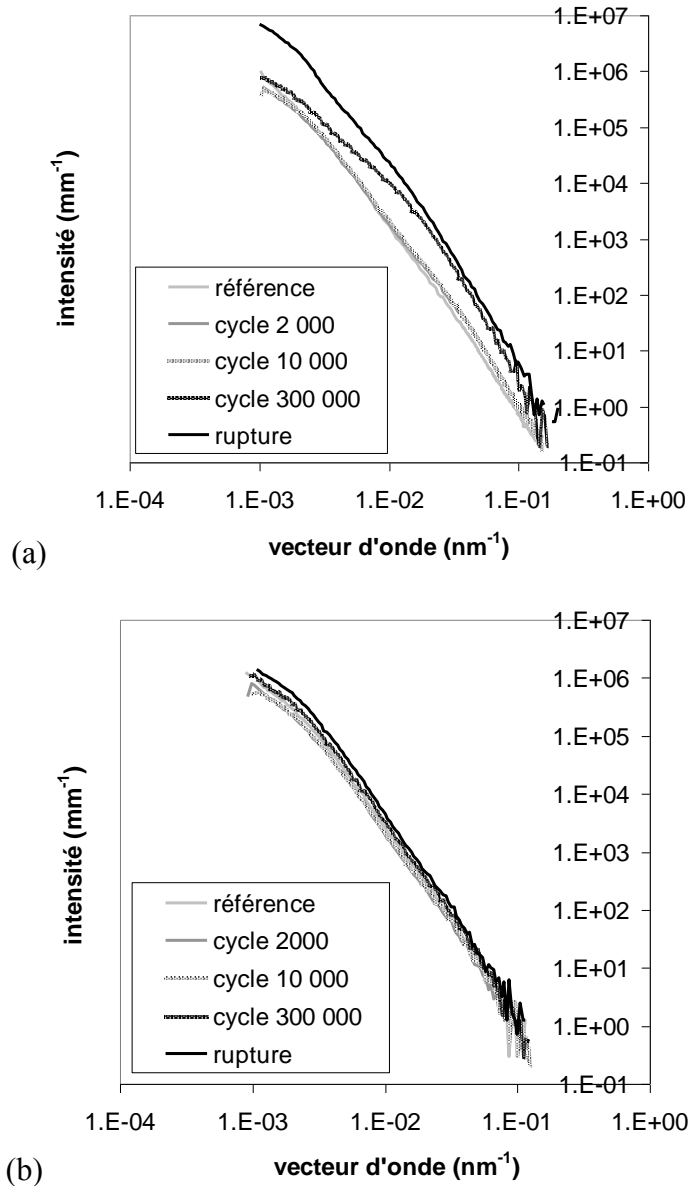 1.E+07
1.E+06
1.E+05
1.E+04
1.E+03
1.E+02
1.E+01
1.E+00
1.E-01
intensité (mm-1)
référence
cycle 2 000
cycle 10 000
cycle 300 000
rupture
1.E-04 1.E-03 1.E-02 1.E-01 1.E+00
vecteur d'onde (nm-1)
(a)
1.E+07
1.E+06
1.E+05
1.E+04
1.E+03
1.E+02
1.E+01
1.E+00
1.E-01
intensité (mm-1)
référence
cycle 2000
cycle 10 000
cycle 300 000
rupture
1.E-04 1.E-03 1.E-02 1.E-01 1.E+00
vecteur d'onde (nm-1)
(b)